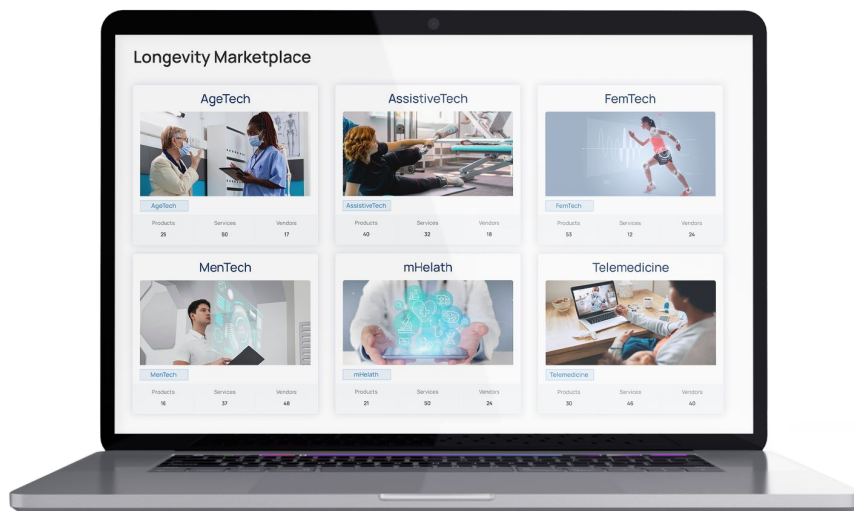 Longevity Marketplace
AgeTech
AssistiveTech
FemTech
AgeTech
AssistiveTech
FemTech
Products Services Vendors
Products Services Vendors
Products Services Vendors
25 50 17
40 32 18
53 12 24
MenTech
mHelath
Telemedicine
MenTech
mHelath
Telemedicine
Products Services Vendors
Products Services Vendors
Products Services Vendors
16 37 48
21 50 24
30 45 40